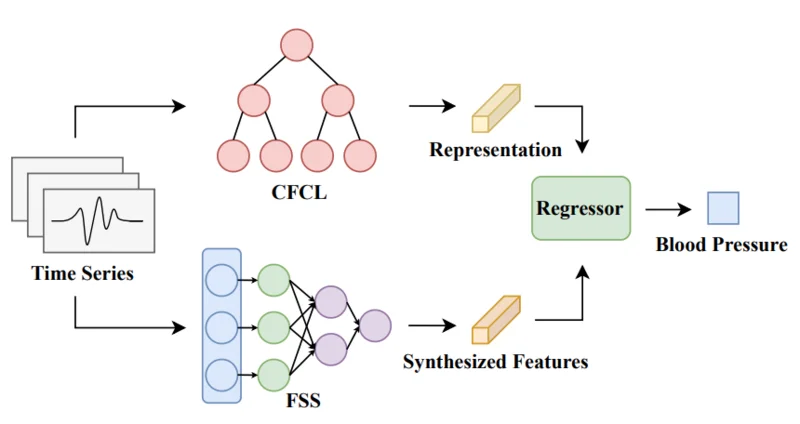 CFCL
Representation
Regressor
Blood Pressure
Time Series
Synthesized Features
FSS